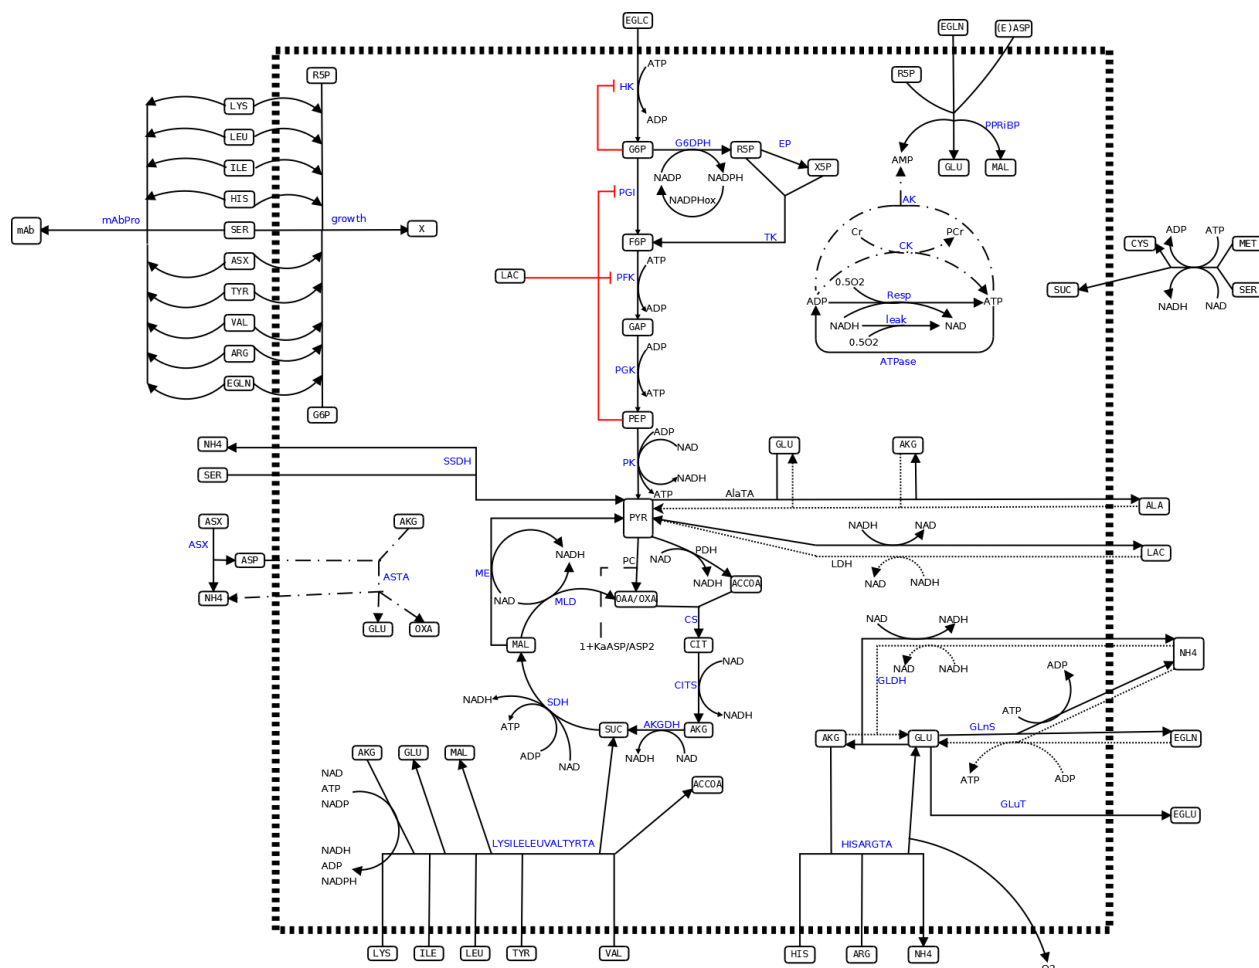 EGLC
EGLN
(E)ASP
R5P
R5P
ATP
HK
ADP
LYS
LEU
ILE
HIS
SER
ASX
TYR
VAL
ARG
EGLN
G6P
mAb
mAbPro
growth
X
G6P
G6DPH
R5P
EP
X5P
NADP
NADPH
NADPHox
PGI
F6P
TK
LAC
PFK
ATP
ADP
GAP
ADP
PGK
ATP
PEP
ADP
NAD
PK
NADH
ATP
PPRiBP
AMP
GLU
MAL
AK
Cr
PCr
CK
0.5O2
Resp
ADP
ATP
NADH
leak
NAD
0.5O2
ATPase
CYS
ADP
ATP
MET
SUC
NADH
NAD
SER
NH4
SSDH
SER
GLU
AKG
AlaTA
PYR
ALA
ASX
AKG
ASX
ASP
ASTA
NH4
GLU
OXA
NADH
NAD
LDH
LAC
NAD
NADH
ME
NADH
NAD
MLD
PC
NAD
PDH
NADH
ACCOA
OAA/OXA
CS
1+KaASP/ASP2
MAL
CIT
NAD
CITS
NADH
SDH
NADH
ATP
ADP
NAD
SUC
AKGDH
AKG
NADH
NAD
NAD
NADH
NH4
NAD
NADH
GLDH
ADP
ATP
GLnS
AKG
GLU
EGLN
ATP
ADP
GLuT
EGLU
AKG
GLU
MAL
ACCOA
NAD
ATP
NADP
NADH
ADP
NADPH
LYSILELEUVALTYRTA
HISARGTA
LYS
ILE
LEU
TYR
VAL
HIS
ARG
NH4